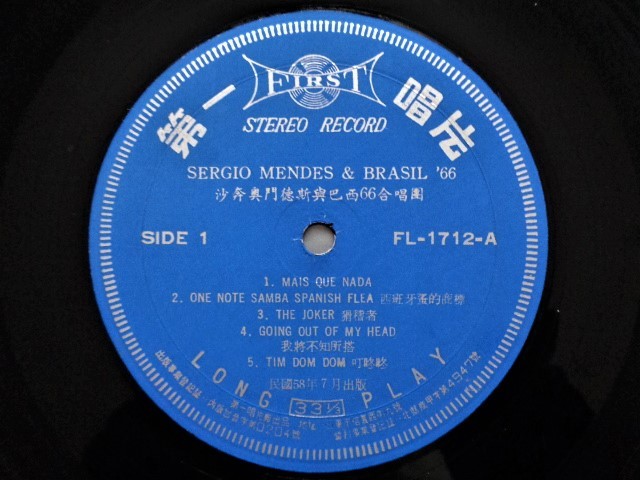 FIRST
第一唱片
STEREO RECORD
SERGIO MENDES & BRASIL '66
沙奔奧門德斯與巴西66合唱團
SIDE 1
FL-1712-A
1. MAIS QUE NADA
2. ONE NOTE SAMBA SPANISH FLEA 西班牙蚤的
3. THE JOKER 猾稽者
4. GOING OUT OF MY HEAD
我將不知所措
5. TIM DOM DOM 叮咚咚
民國58年7月出版
LONG PLAY
33⅓